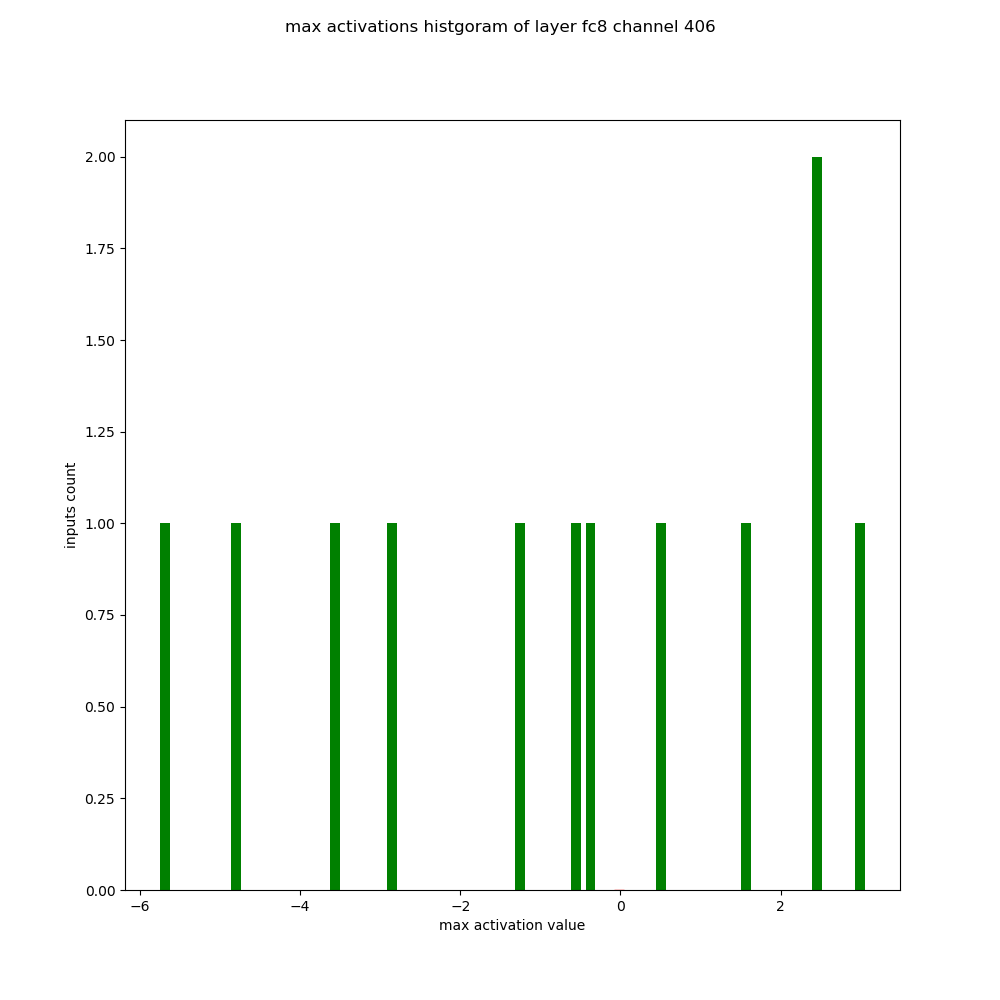 max activations histgoram of layer fc8 channel 406
2.00
1.75
1.50
1.25
1.00
0.75
0.50
0.25
0.00
inputs count
−6 −4 −2 0 2
max activation value